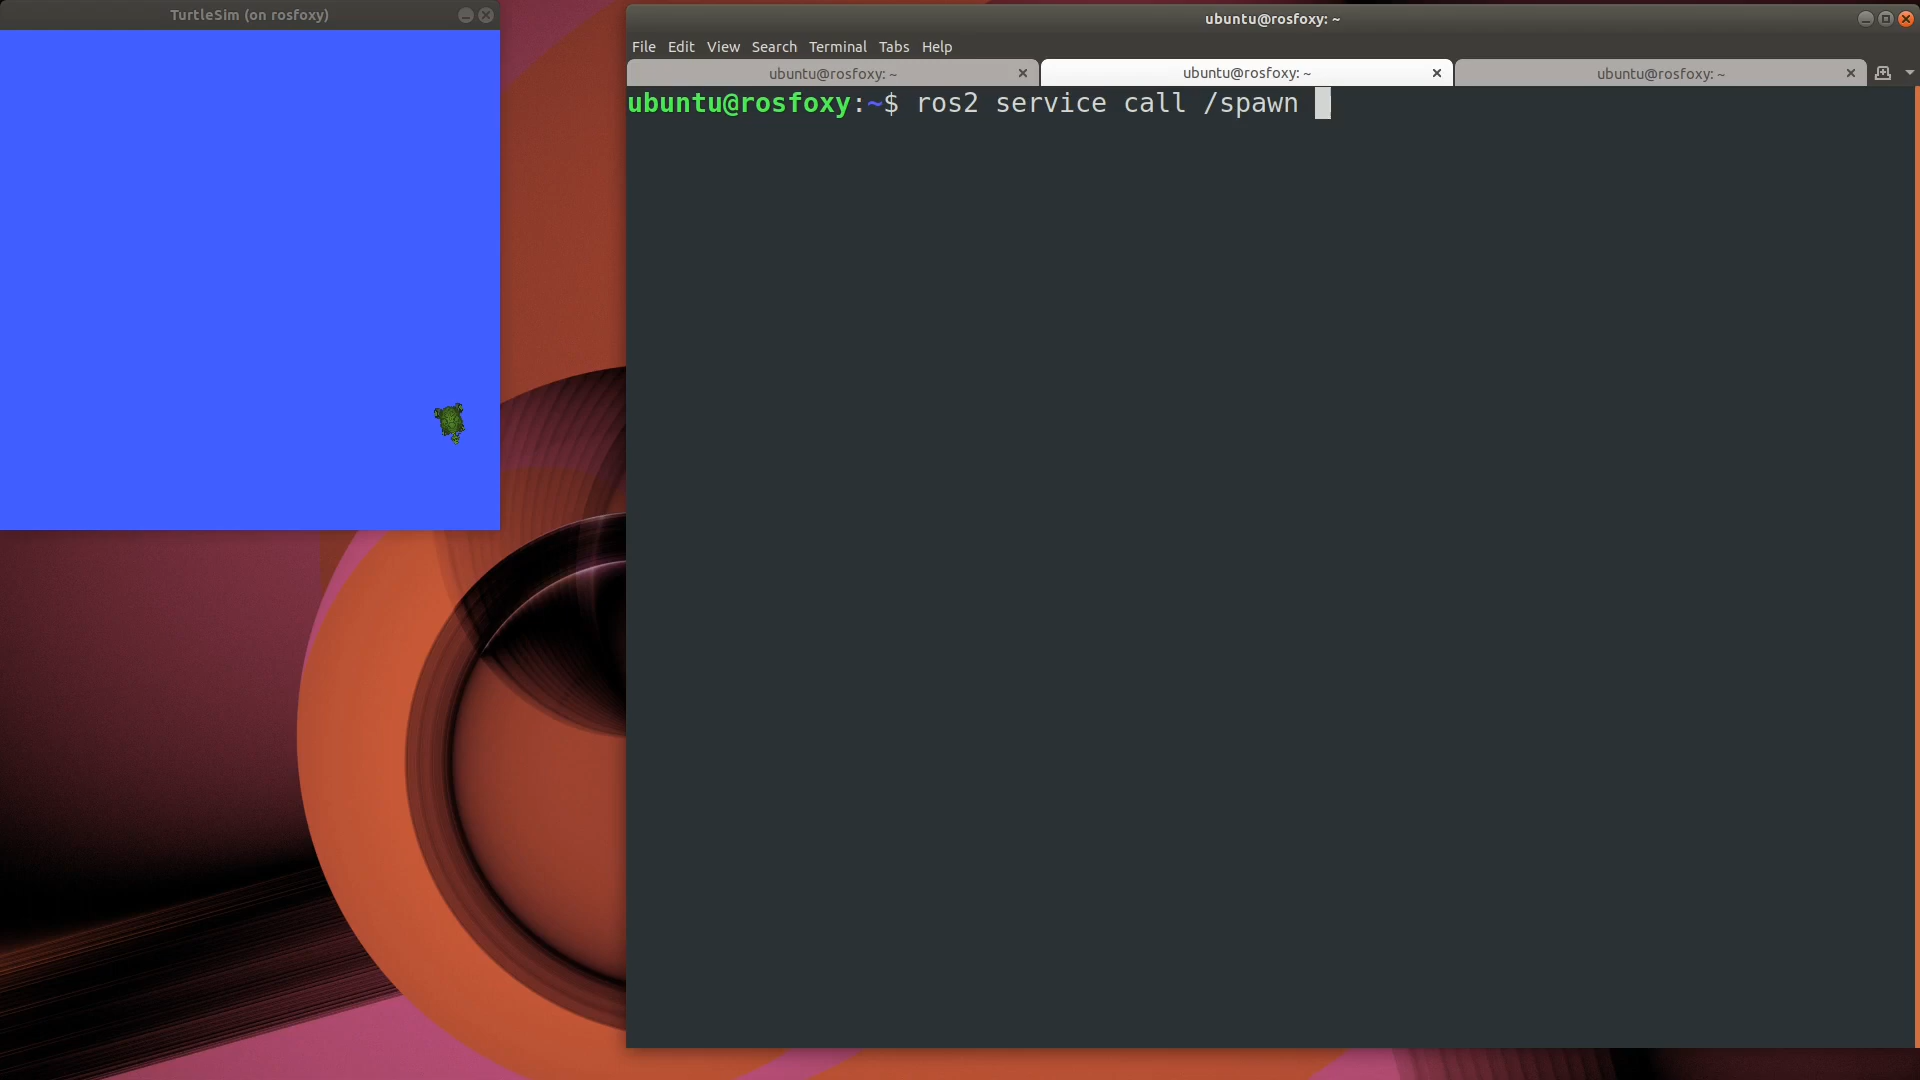 TurtleSim (on rosfoxy)
ubuntu@rosfoxy: ~
File Edit View Search Terminal Tabs Help
ubuntu@rosfoxy: ~ ubuntu@rosfoxy: ~ ubuntu@rosfoxy: ~
ubuntu@rosfoxy:~$ ros2 service call /spawn